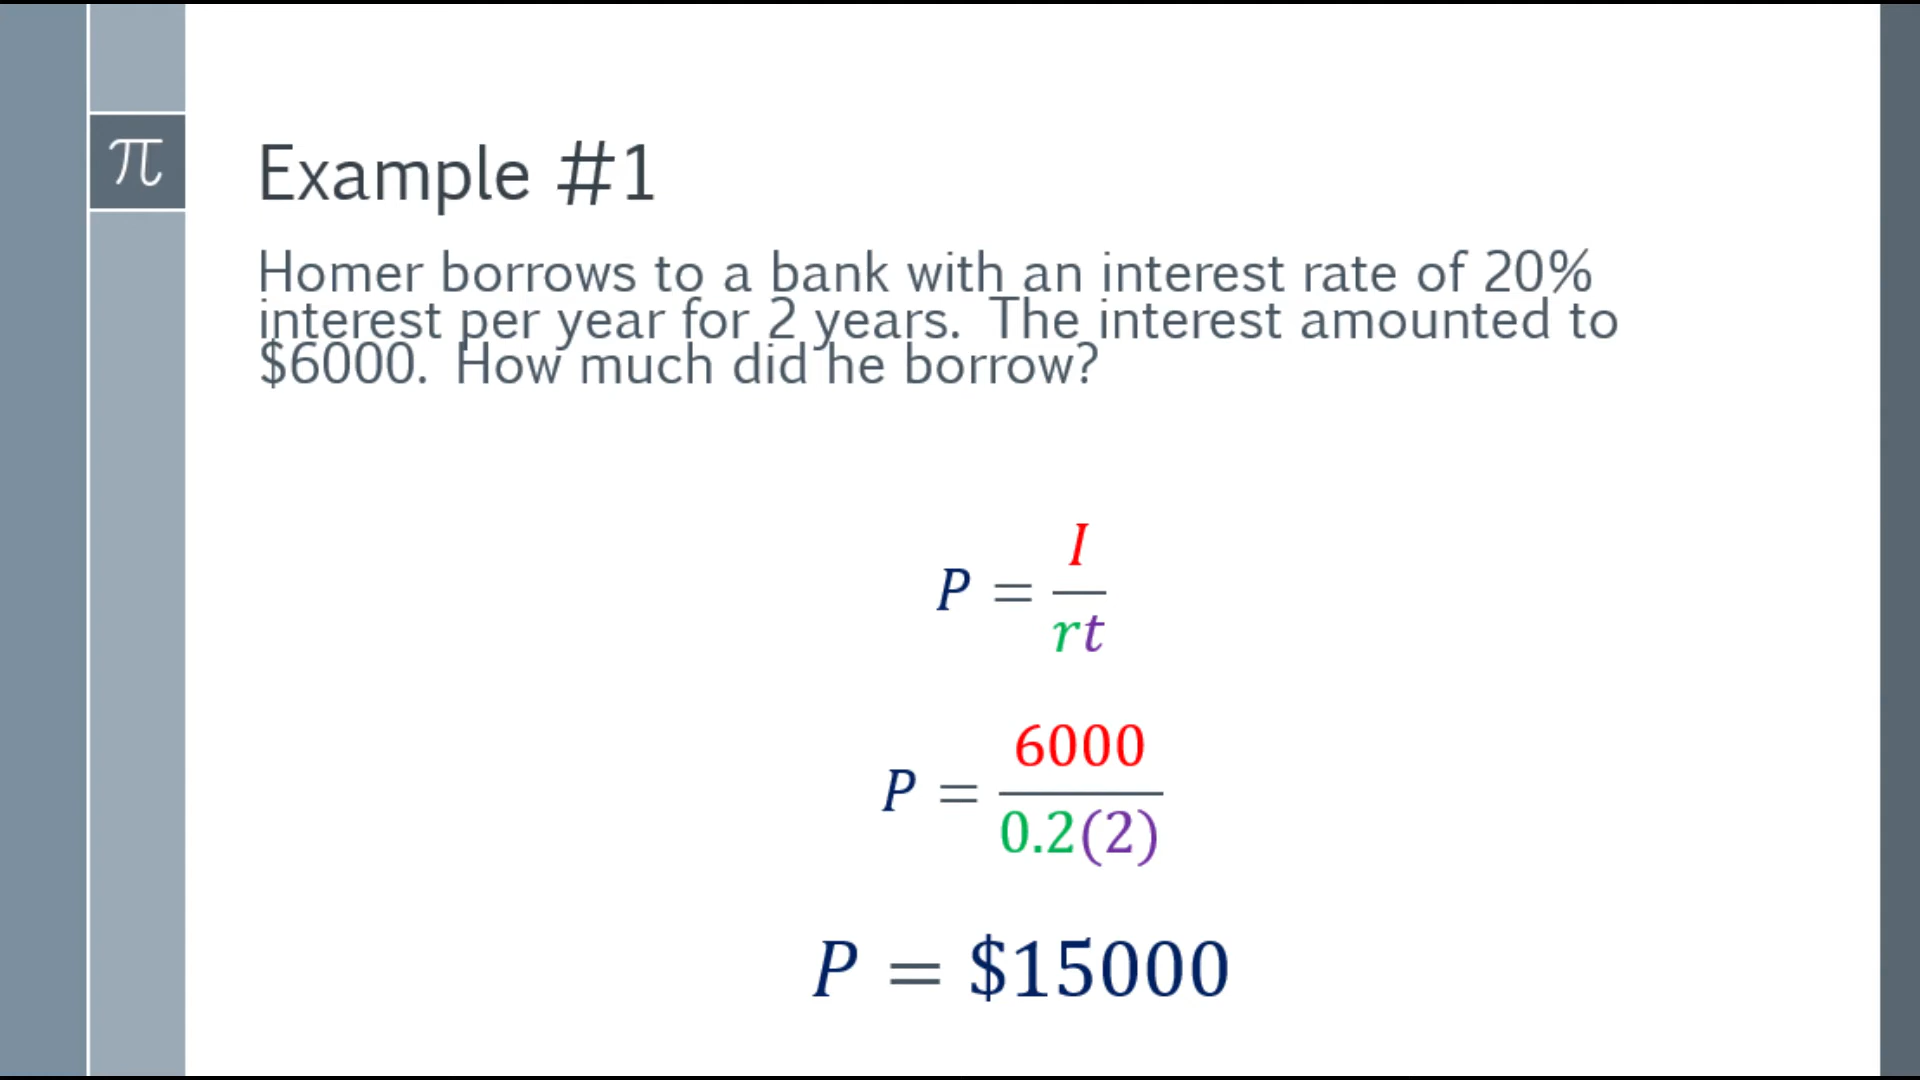 π
Example #1
Homer borrows to a bank with an interest rate of 20%
interest per year for 2 years. The interest amounted to
$6000. How much did he borrow?
P = I / rt
P = 6000 / 0.2(2)
P = $15000